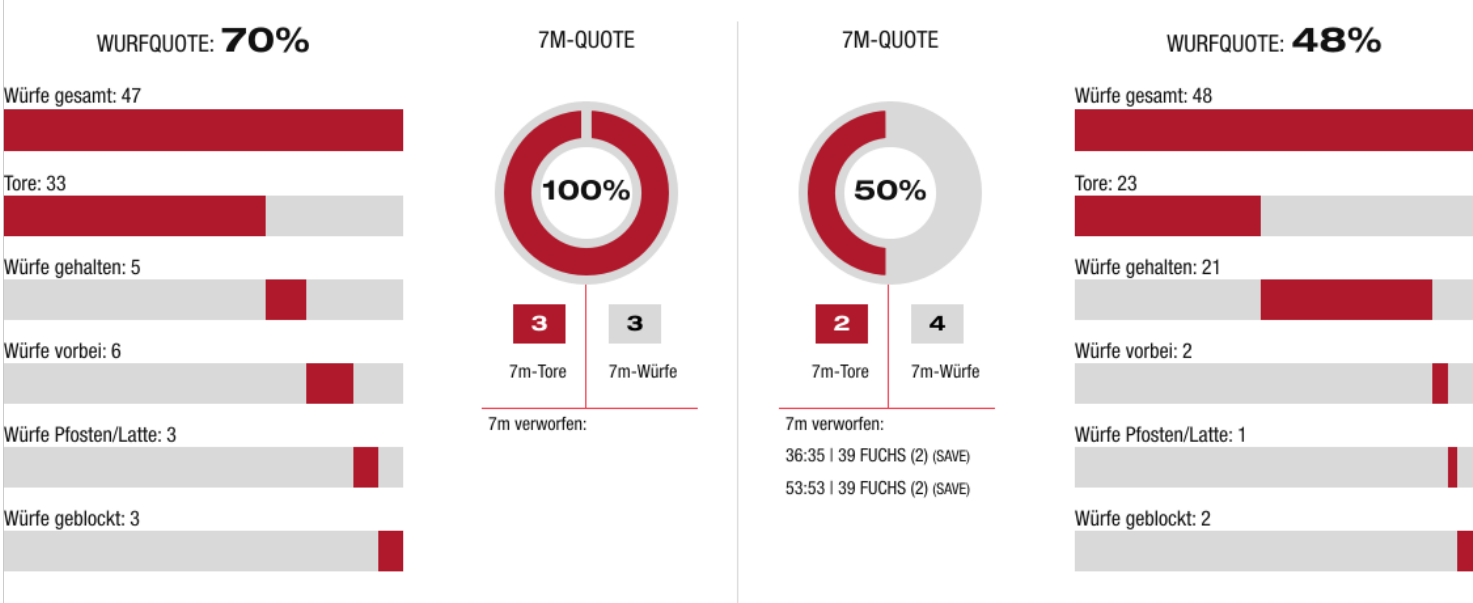 WURFQUOTE: 70%
Würfe gesamt: 47
Tore: 33
Würfe gehalten: 5
Würfe vorbei: 6
Würfe Pfosten/Latte: 3
Würfe geblockt: 3
7M-QUOTE
100%
3 3
7m-Tore 7m-Würfe
7m verworfen:
7M-QUOTE
50%
2 4
7m-Tore 7m-Würfe
7m verworfen:
36:35 | 39 FUCHS (2) (SAVE)
53:53 | 39 FUCHS (2) (SAVE)
WURFQUOTE: 48%
Würfe gesamt: 48
Tore: 23
Würfe gehalten: 21
Würfe vorbei: 2
Würfe Pfosten/Latte: 1
Würfe geblockt: 2